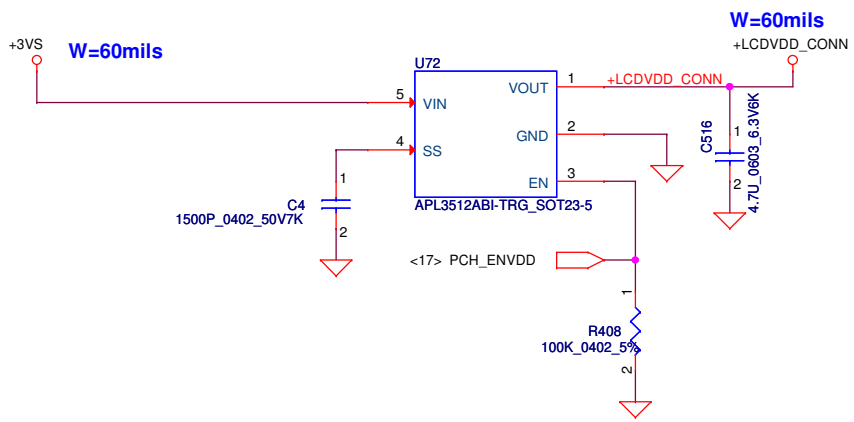 W=60mils
+3VS
W=60mils
+LCDVDD_CONN
U72
5
VIN
VOUT
1
+LCDVDD_CONN
4
SS
GND
2
EN
3
APL3512ABI-TRG_SOT23-5
1
C4
1500P_0402_50V7K
2
C516
1
2
4.7U_0603_6.3V6K
<17> PCH_ENVDD
1
R408
100K_0402_5%
2